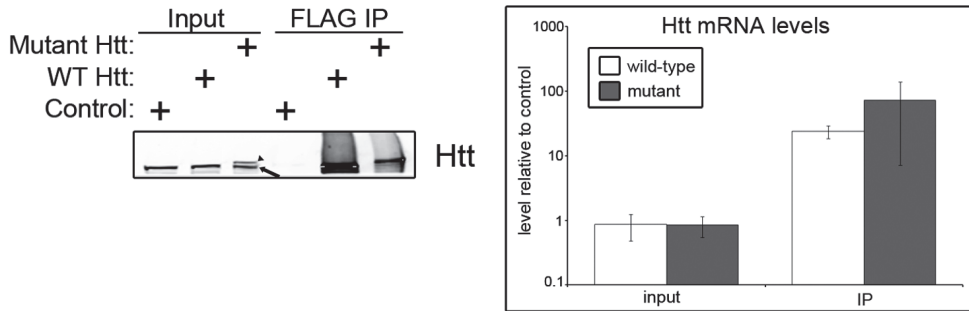 Input FLAG IP
Mutant Htt: + +
WT Htt: + +
Control: + +
Htt
Htt mRNA levels
1000
wild-type
mutant
100
10
1
0.1
level relative to control
input IP